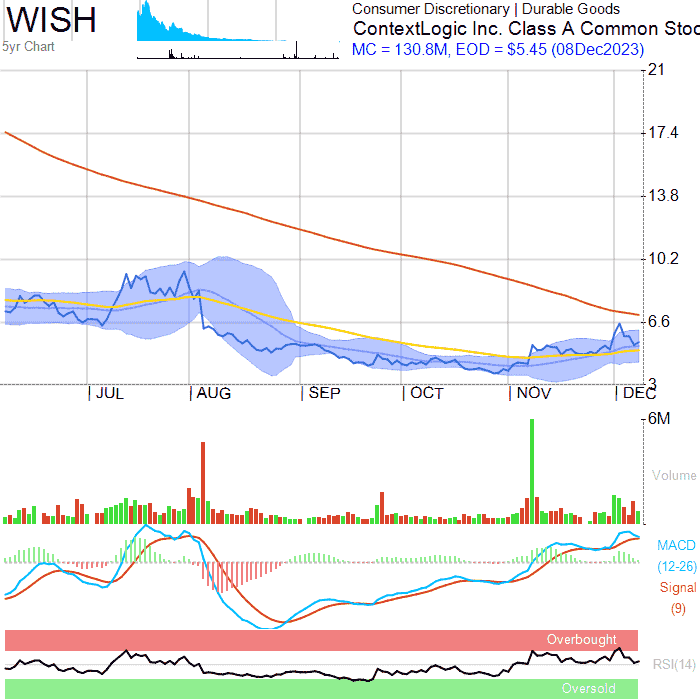 WISH
5yr Chart
Consumer Discretionary | Durable Goods
ContextLogic Inc. Class A Common Stoc
MC = 130.8M, EOD = $5.45 (08Dec2023)
21
17.4
13.8
10.2
6.6
3
JUL AUG SEP OCT NOV DEC
6M
Volume
MACD
(12-26)
Signal
(9)
Overbought
RSI(14)
Oversold